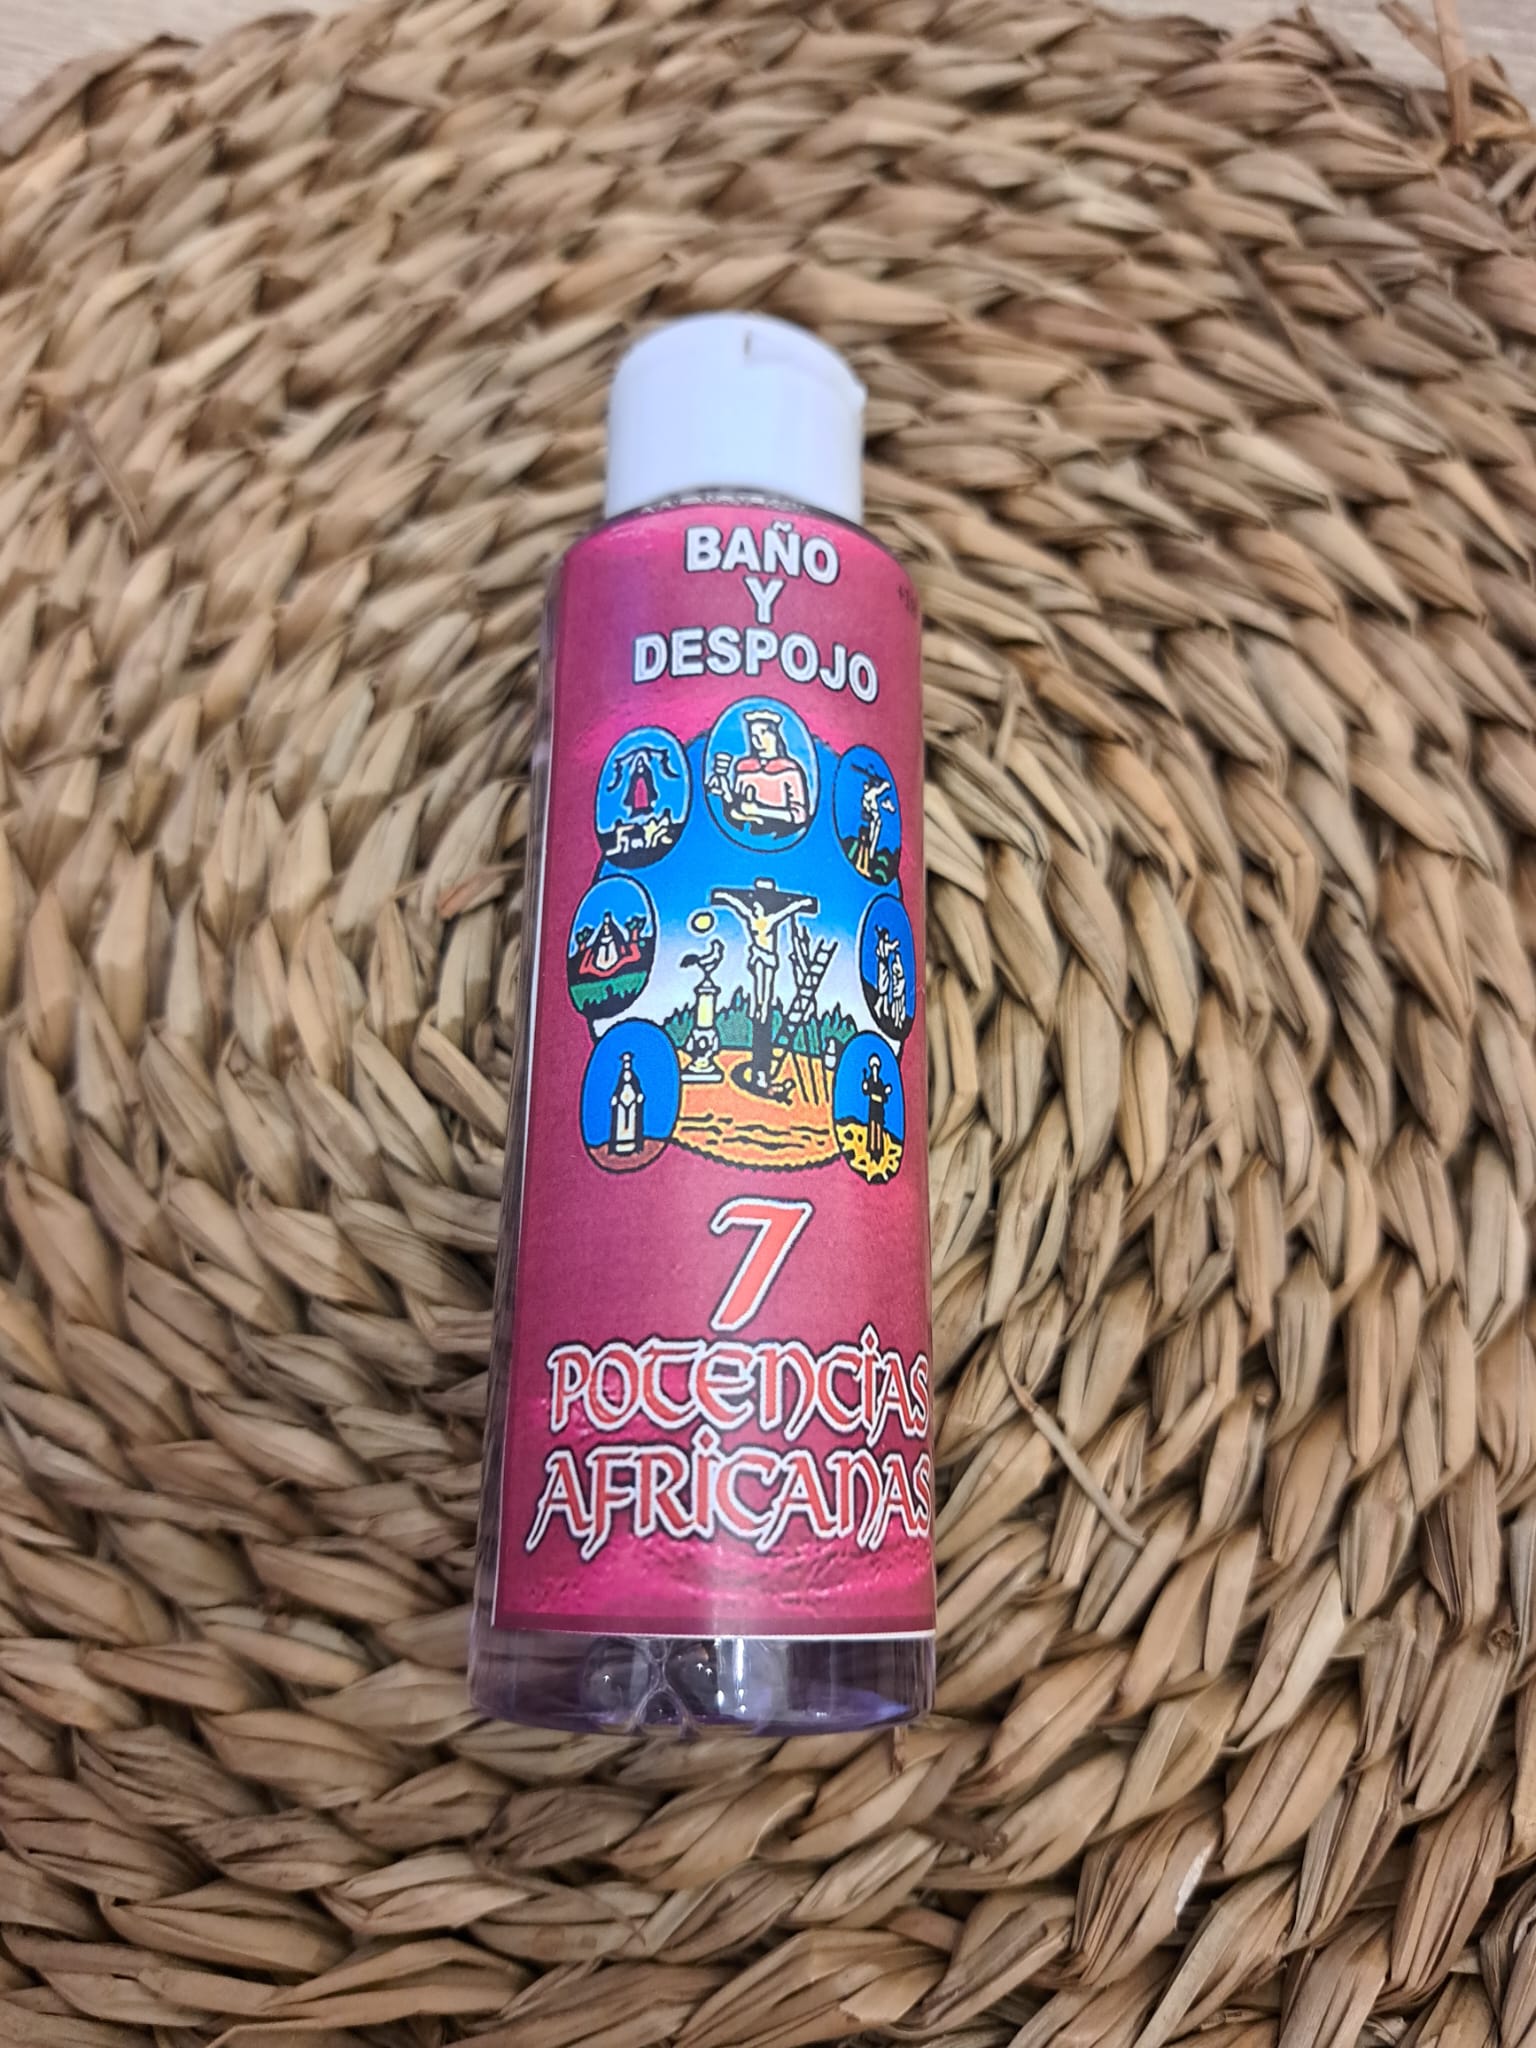 BAÑO
Y
DESPOJO
7
POTENCIAS
AFRICANAS